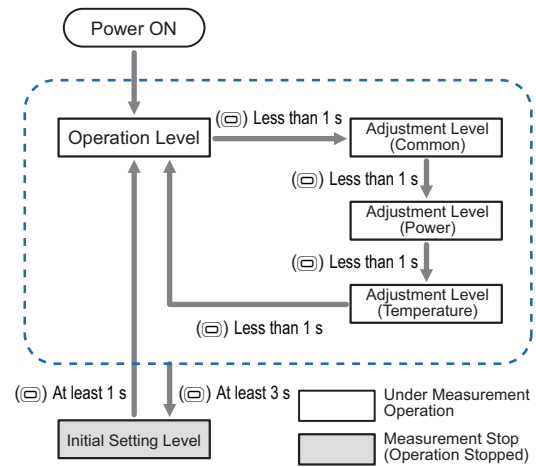 Power ON
Operation Level
(▭) Less than 1 s
Adjustment Level
(Common)
(▭) Less than 1 s
Adjustment Level
(Power)
(▭) Less than 1 s
Adjustment Level
(Temperature)
(▭) Less than 1 s
(▭) At least 1 s
(▭) At least 3 s
Initial Setting Level
Under Measurement
Operation
Measurement Stop
(Operation Stopped)